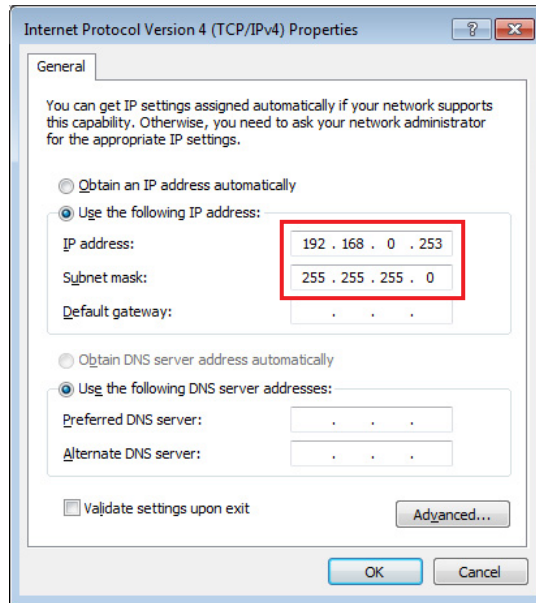 Internet Protocol Version 4 (TCP/IPv4) Properties
General
You can get IP settings assigned automatically if your network supports
this capability. Otherwise, you need to ask your network administrator
for the appropriate IP settings.
Obtain an IP address automatically
Use the following IP address:
IP address: 192 . 168 . 0 . 253
Subnet mask: 255 . 255 . 255 . 0
Default gateway: . . .
Obtain DNS server address automatically
Use the following DNS server addresses:
Preferred DNS server: . . .
Alternate DNS server: . . .
Validate settings upon exit
Advanced...
OK Cancel